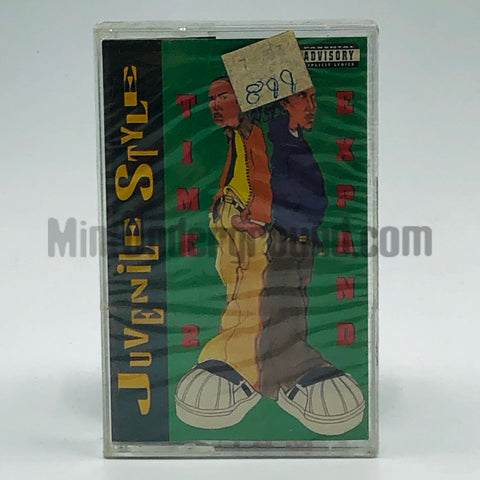 JUVENILE STYLE
TIME 2
EXPAND
PARENTAL
ADVISORY
EXPLICIT LYRICS
899